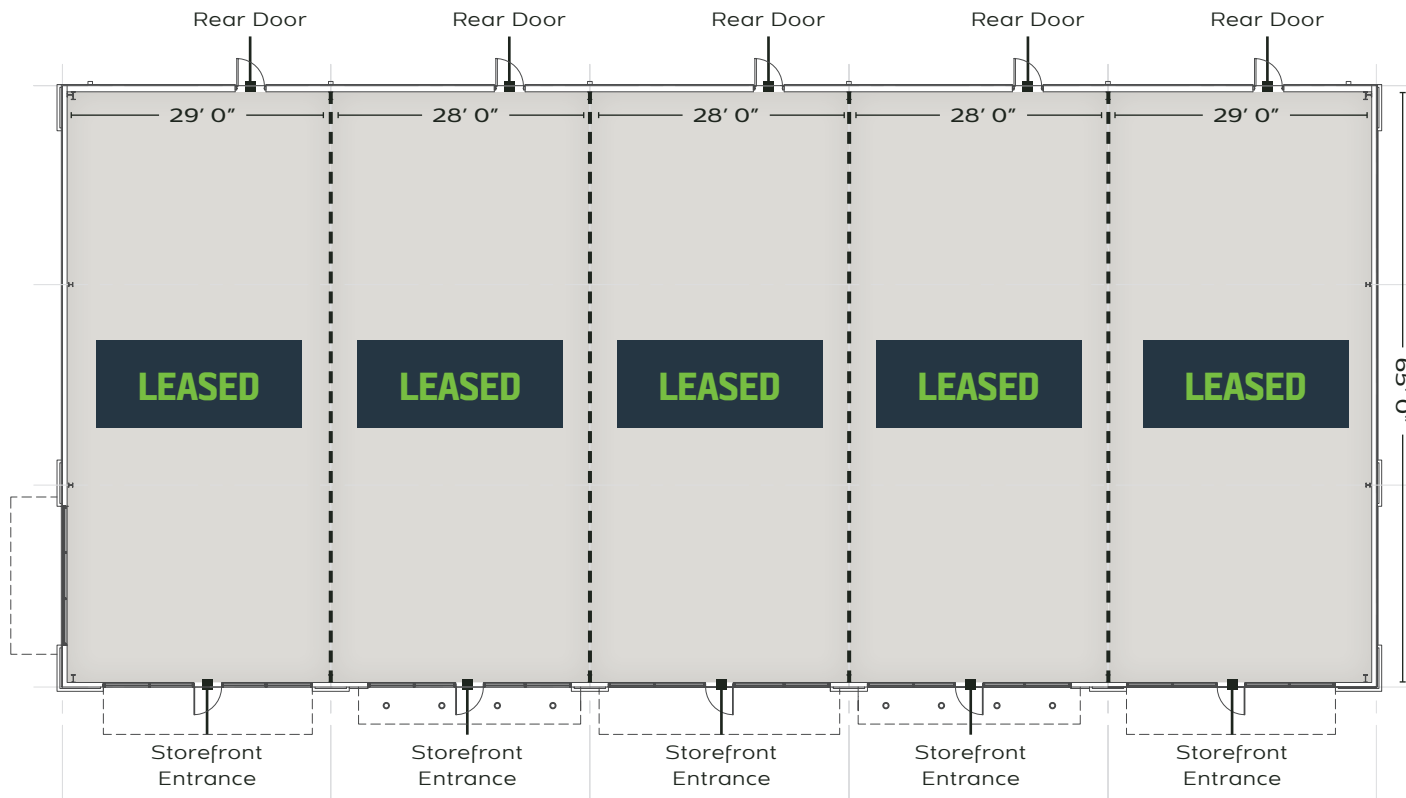 Rear Door
Rear Door
Rear Door
Rear Door
Rear Door
29’ 0”
28’ 0”
28’ 0”
28’ 0”
29’ 0”
LEASED
LEASED
LEASED
LEASED
LEASED
65’ 0”
Storefront
Entrance
Storefront
Entrance
Storefront
Entrance
Storefront
Entrance
Storefront
Entrance